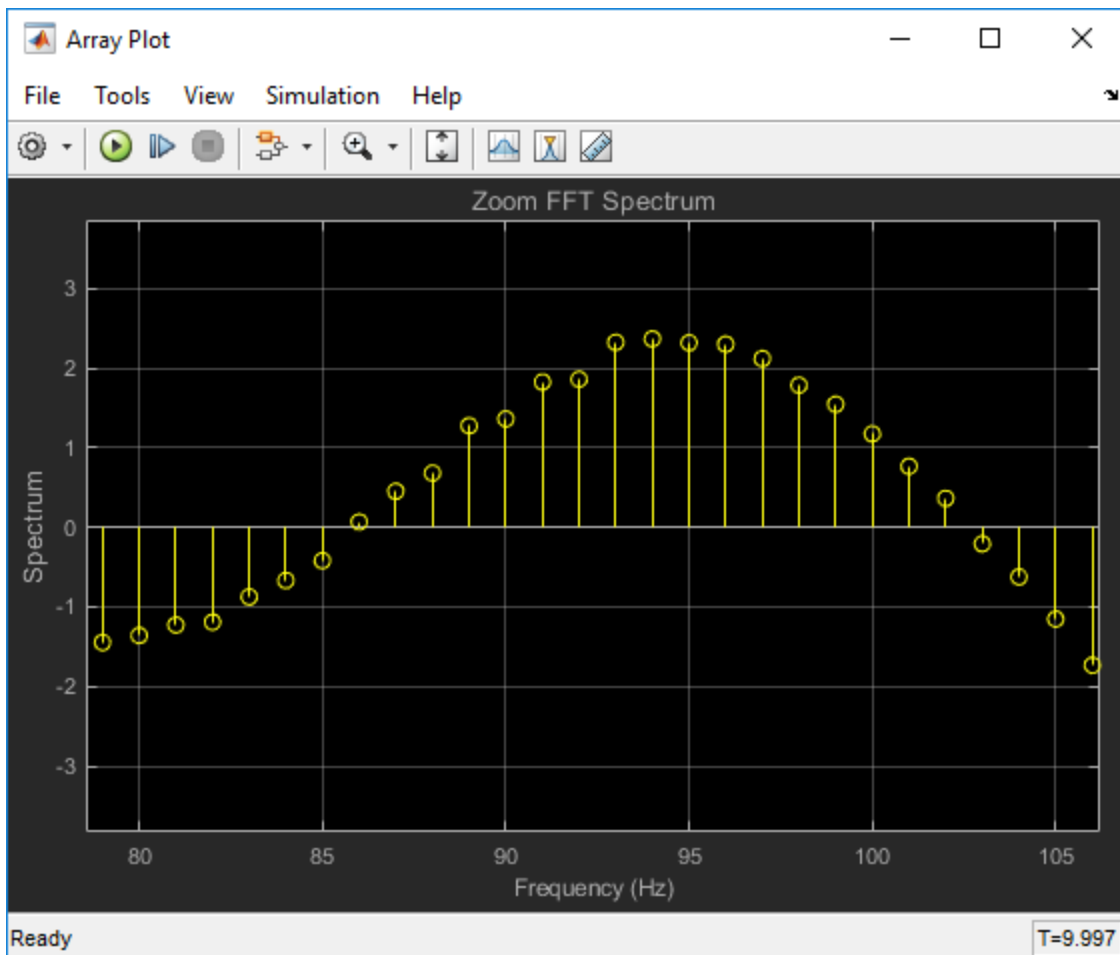 Array Plot
File Tools View Simulation Help
Zoom FFT Spectrum
3
2
1
0
-1
-2
-3
Spectrum
80 85 90 95 100 105
Frequency (Hz)
Ready T=9.997